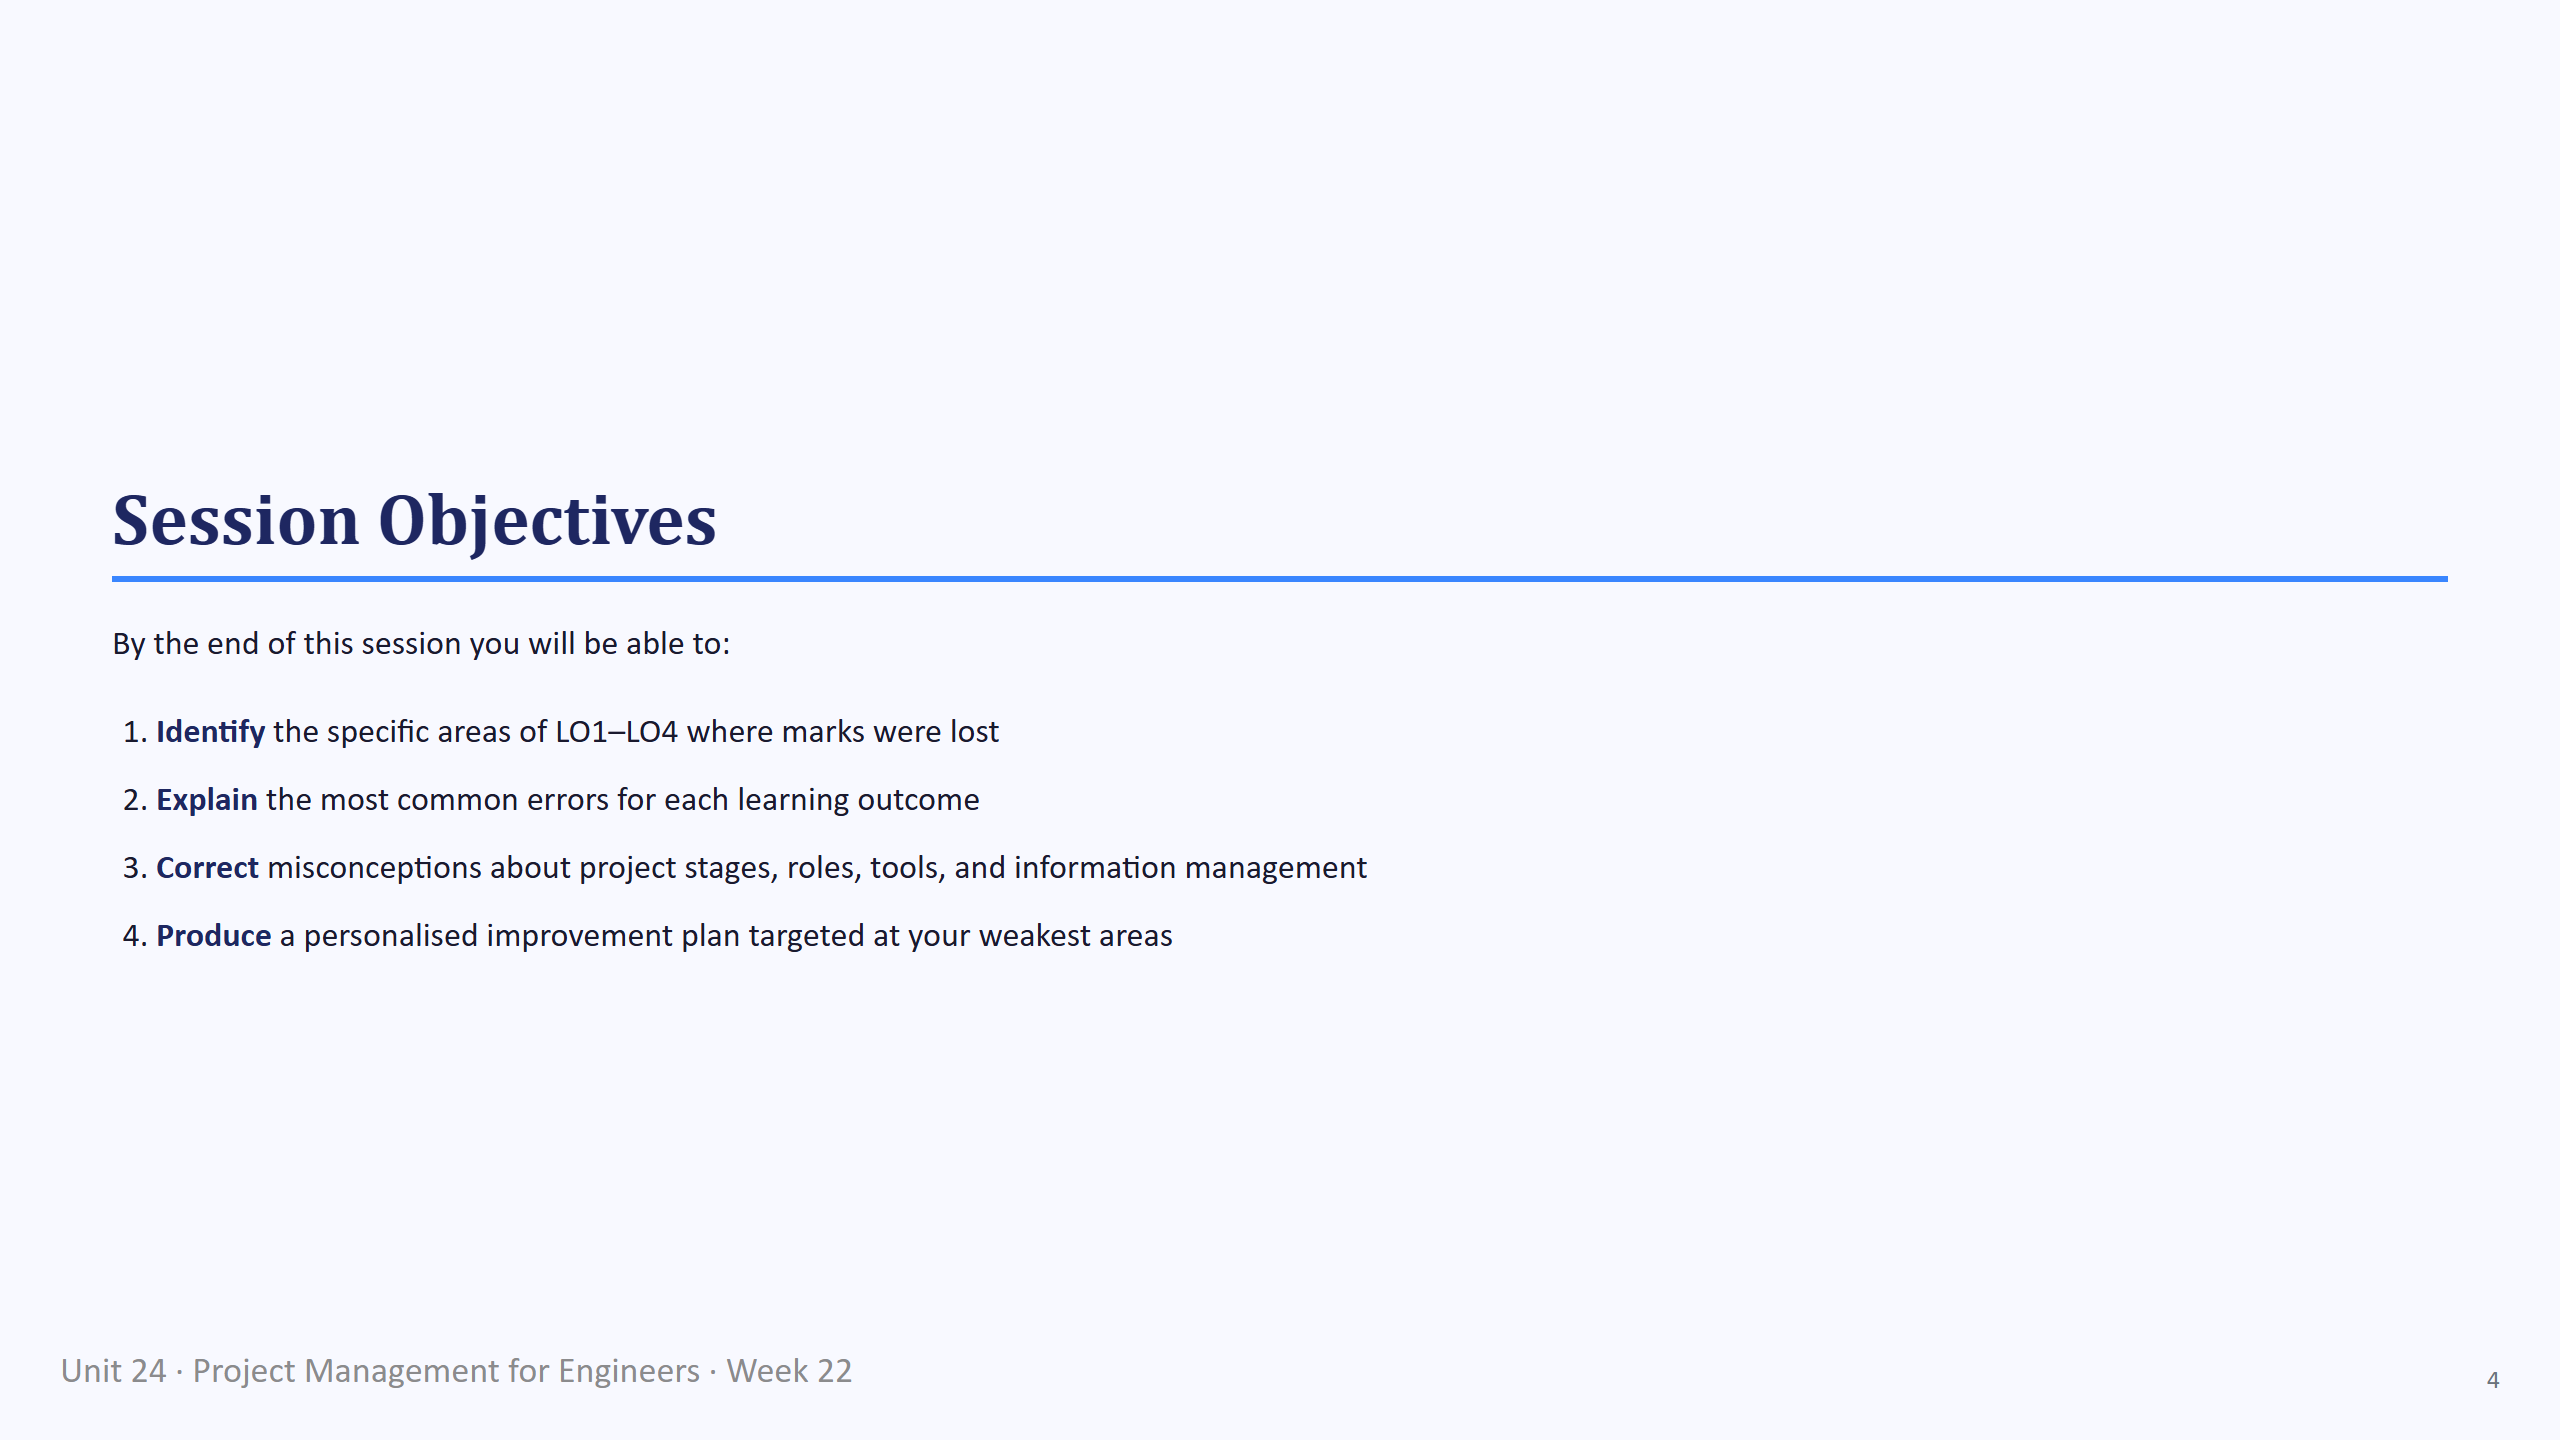 Session Objectives
By the end of this session you will be able to:
1. Identify the specific areas of LO1–LO4 where marks were lost
2. Explain the most common errors for each learning outcome
3. Correct misconceptions about project stages, roles, tools, and information management
4. Produce a personalised improvement plan targeted at your weakest areas
Unit 24 · Project Management for Engineers · Week 22
4